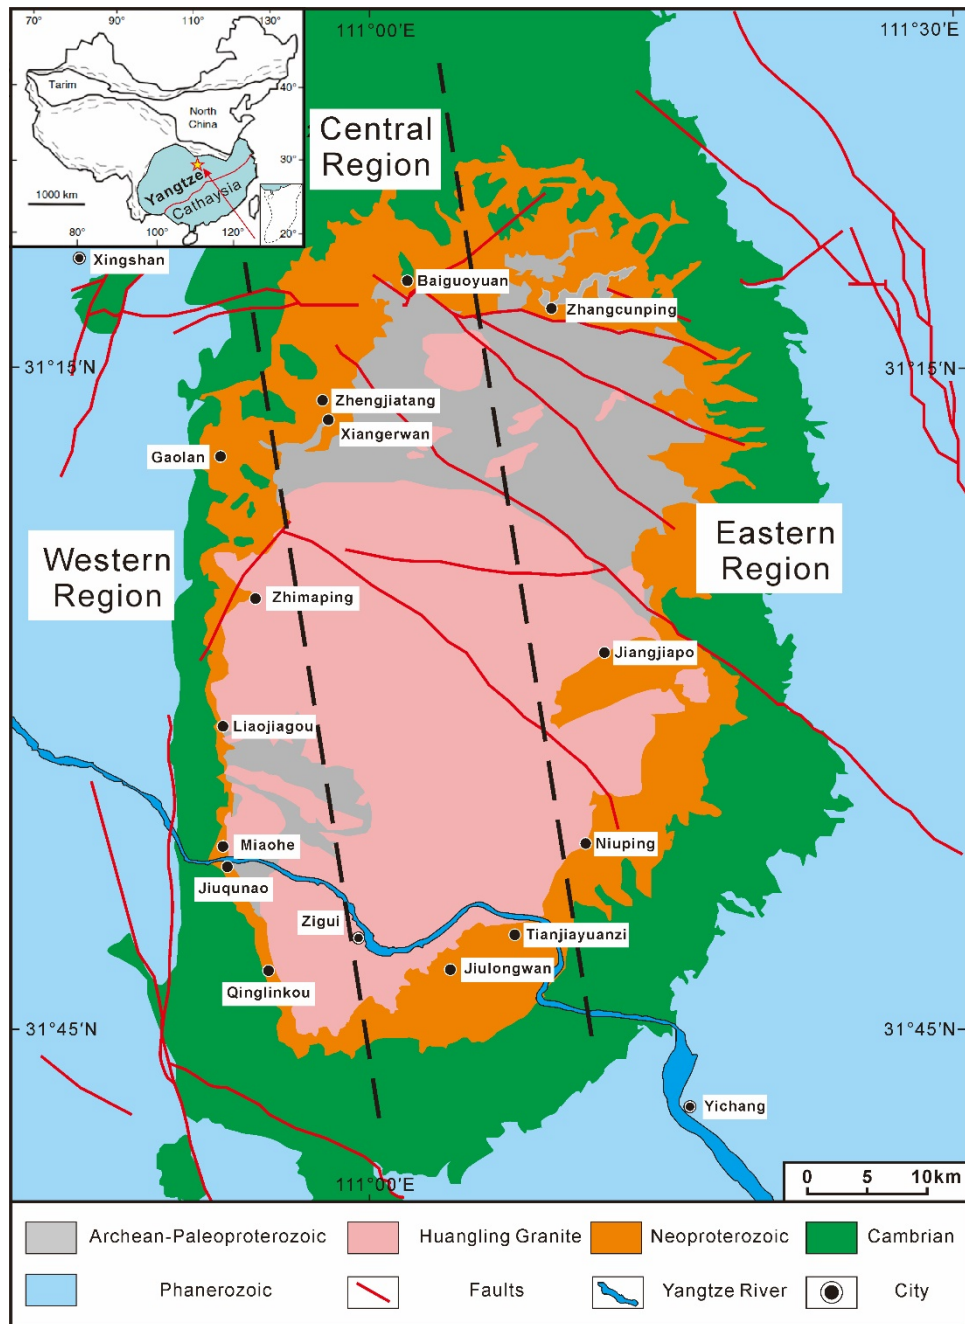 70° 90° 110° 130°
Tarim
North
China
40°
30°
Yangtze
Cathaysia
1000 km
20°
80° 100° 120°
111°00′E
111°30′E
Central
Region
Xingshan
Baiguoyuan
Zhangcunping
31°15′N
31°15′N
Zhengjiatang
Xiangerwan
Gaolan
Western
Region
Eastern
Region
Zhimaping
Jiangjiapo
Liaojiagou
Miaohe
Niuping
Jiuqunao
Zigui
Tianjiayuanzi
Qinglinkou
Jiulongwan
31°45′N
31°45′N
Yichang
111°00′E
0 5 10km
Archean-Paleoproterozoic
Huangling Granite
Neoproterozoic
Cambrian
Phanerozoic
Faults
Yangtze River
City